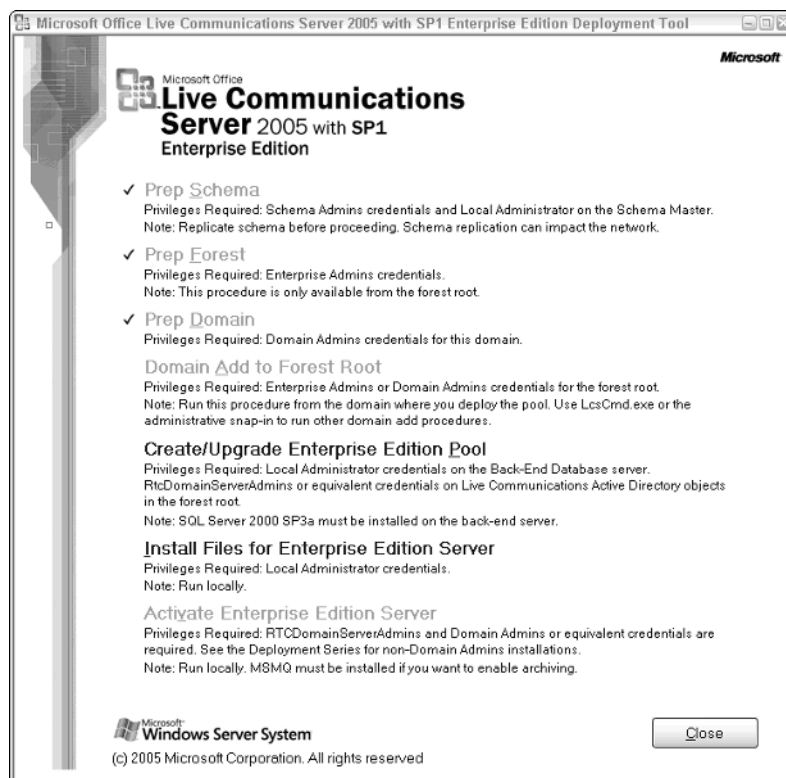 Microsoft Office Live Communications Server 2005 with SP1 Enterprise Edition Deployment Tool
Microsoft
Microsoft Office
Live Communications
Server 2005 with SP1
Enterprise Edition
✓ Prep Schema
Privileges Required: Schema Admins credentials and Local Administrator on the Schema Master.
Note: Replicate schema before proceeding. Schema replication can impact the network.
✓ Prep Forest
Privileges Required: Enterprise Admins credentials.
Note: This procedure is only available from the forest root.
✓ Prep Domain
Privileges Required: Domain Admins credentials for this domain.
Domain Add to Forest Root
Privileges Required: Enterprise Admins or Domain Admins credentials for the forest root.
Note: Run this procedure from the domain where you deploy the pool. Use LcsCmd.exe or the
administrative snap-in to run other domain add procedures.
Create/Upgrade Enterprise Edition Pool
Privileges Required: Local Administrator credentials on the Back-End Database server.
RtcDomainServerAdmins or equivalent credentials on Live Communications Active Directory objects
in the forest root.
Note: SQL Server 2000 SP3a must be installed on the back-end server.
Install Files for Enterprise Edition Server
Privileges Required: Local Administrator credentials.
Note: Run locally.
Activate Enterprise Edition Server
Privileges Required: RTCDomainServerAdmins and Domain Admins or equivalent credentials are
required. See the Deployment Series for non-Domain Admins installations.
Note: Run locally. MSMQ must be installed if you want to enable archiving.
Microsoft
Windows Server System
Close
(c) 2005 Microsoft Corporation. All rights reserved